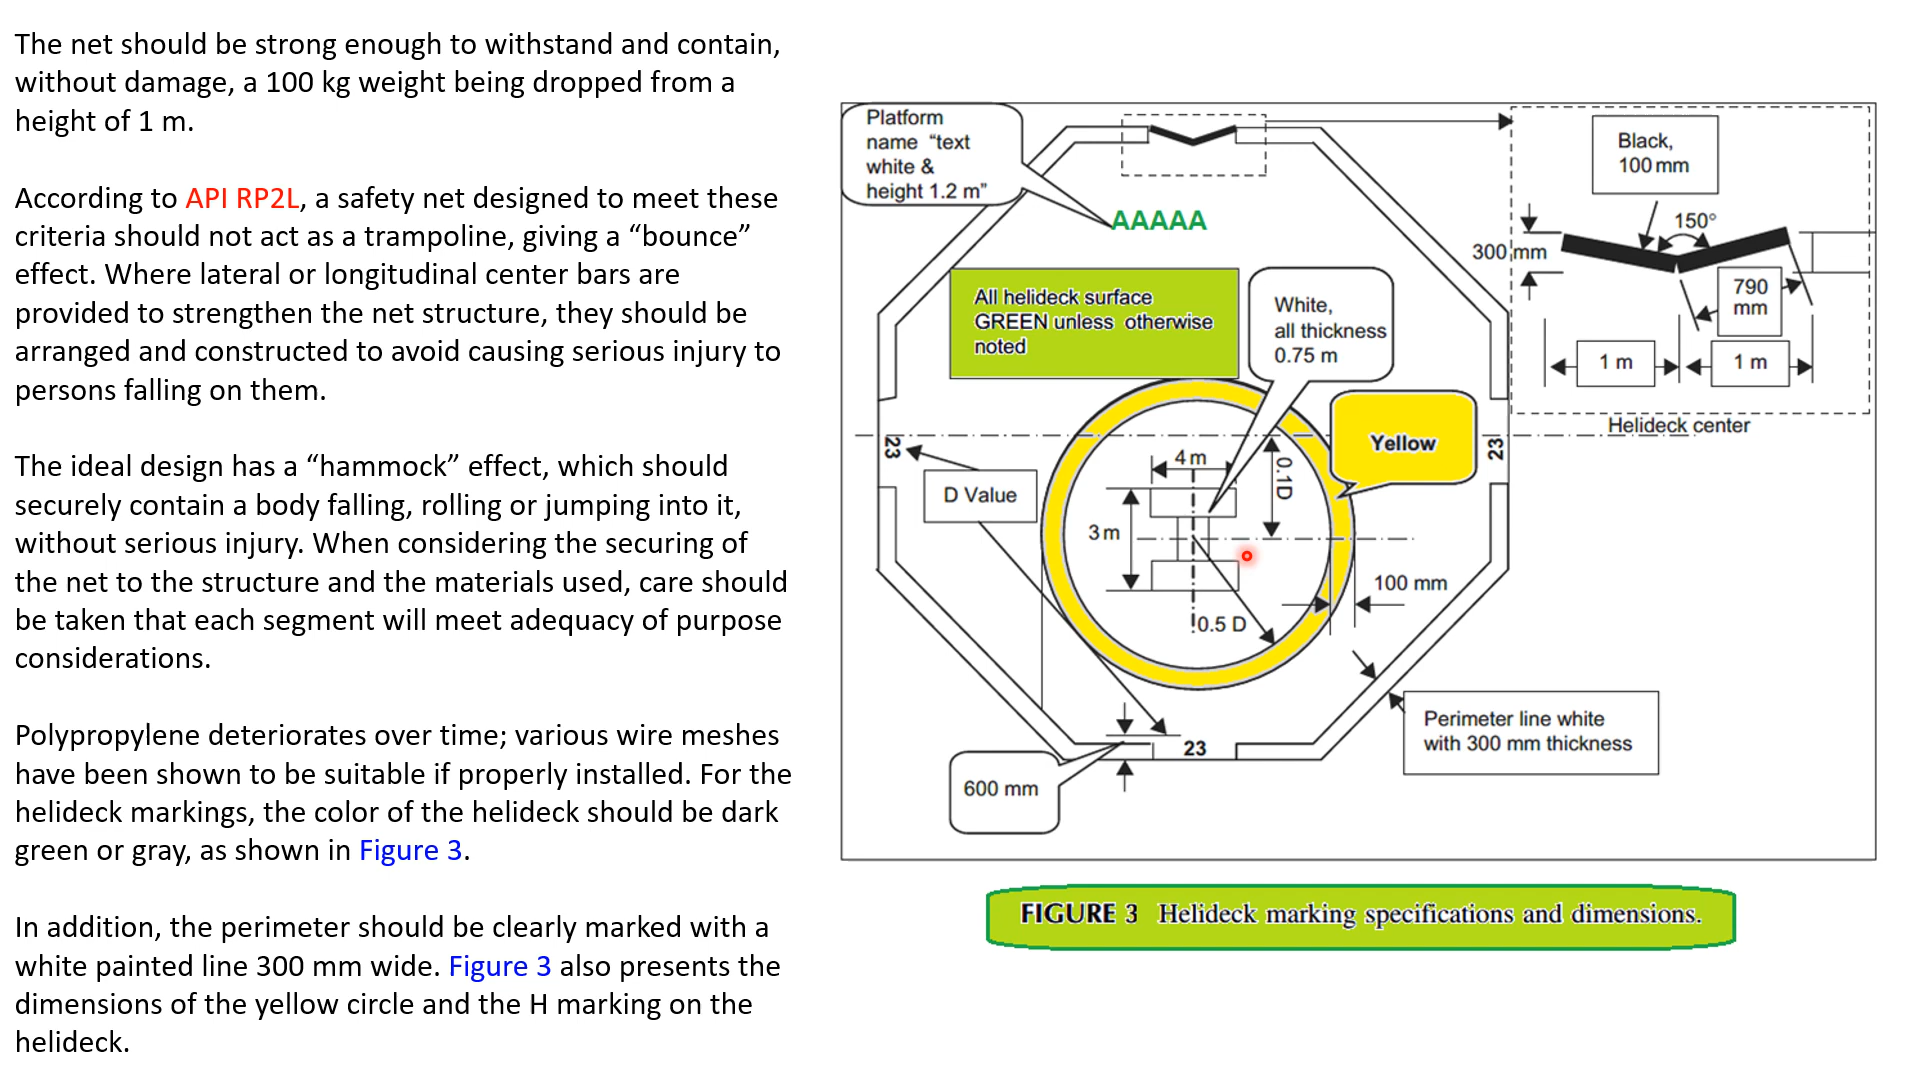 The net should be strong enough to withstand and contain,
without damage, a 100 kg weight being dropped from a
height of 1 m.
According to API RP2L, a safety net designed to meet these
criteria should not act as a trampoline, giving a “bounce”
effect. Where lateral or longitudinal center bars are
provided to strengthen the net structure, they should be
arranged and constructed to avoid causing serious injury to
persons falling on them.
The ideal design has a “hammock” effect, which should
securely contain a body falling, rolling or jumping into it,
without serious injury. When considering the securing of
the net to the structure and the materials used, care should
be taken that each segment will meet adequacy of purpose
considerations.
Polypropylene deteriorates over time; various wire meshes
have been shown to be suitable if properly installed. For the
helideck markings, the color of the helideck should be dark
green or gray, as shown in Figure 3.
In addition, the perimeter should be clearly marked with a
white painted line 300 mm wide. Figure 3 also presents the
dimensions of the yellow circle and the H marking on the
helideck.
Platform
name “text
white &
height 1.2 m”
AAAAA
Black,
100 mm
150°
300 mm
790
mm
1 m
1 m
Helideck center
All helideck surface
GREEN unless otherwise
noted
White,
all thickness
0.75 m
Yellow
23
23
D Value
4 m
0.1D
3 m
0.5 D
100 mm
Perimeter line white
with 300 mm thickness
23
600 mm
FIGURE 3 Helideck marking specifications and dimensions.